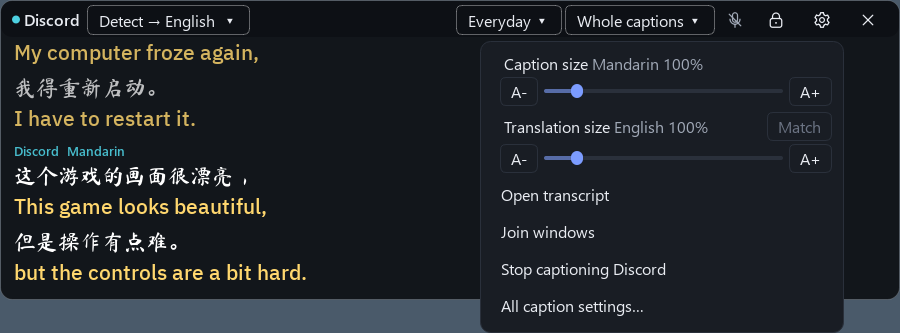 Discord
Detect → English ▾
Everyday ▾
Whole captions ▾
My computer froze again,
我得重新启动。
I have to restart it.
Discord Mandarin
这个游戏的画面很漂亮，
This game looks beautiful,
但是操作有点难。
but the controls are a bit hard.
Caption size Mandarin 100%
A-
A+
Translation size English 100%
Match
A-
A+
Open transcript
Join windows
Stop captioning Discord
All caption settings...